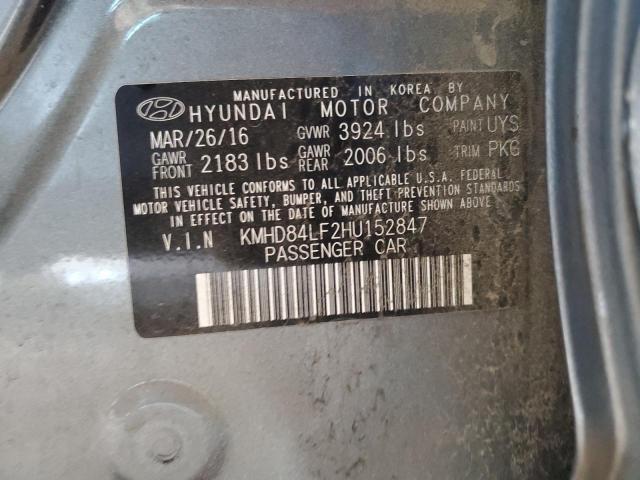 MANUFACTURED IN KOREA BY
HYUNDAI MOTOR COMPANY
MAR/26/16 GVWR 3924 lbs PAINT UYS
GAWR FRONT 2183 lbs GAWR REAR 2006 lbs TRIM PKG
THIS VEHICLE CONFORMS TO ALL APPLICABLE U.S.A. FEDERAL
MOTOR VEHICLE SAFETY, BUMPER, AND THEFT PREVENTION STANDARDS
IN EFFECT ON THE DATE OF MANUFACTURE SHOWN ABOVE.
V.I.N KMHD84LF2HU152847
PASSENGER CAR